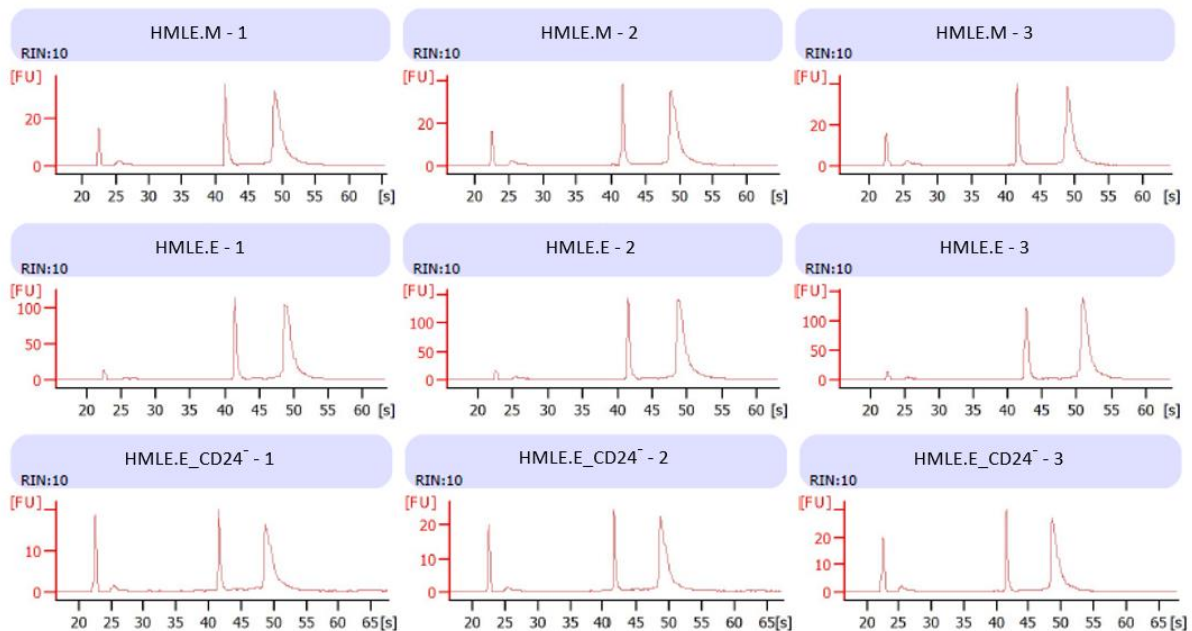 HMLE.M - 1
RIN:10
[FU]
20
0
20 25 30 35 40 45 50 55 60 [s]
HMLE.M - 2
RIN:10
[FU]
20
0
20 25 30 35 40 45 50 55 60 [s]
HMLE.M - 3
RIN:10
[FU]
20
0
20 25 30 35 40 45 50 55 60 [s]
HMLE.E - 1
RIN:10
[FU]
100
50
0
20 25 30 35 40 45 50 55 60 [s]
HMLE.E - 2
RIN:10
[FU]
100
50
0
20 25 30 35 40 45 50 55 60 [s]
HMLE.E - 3
RIN:10
[FU]
100
50
0
20 25 30 35 40 45 50 55 60 [s]
HMLE.E_CD24⁻ - 1
RIN:10
[FU]
10
0
20 25 30 35 40 45 50 55 60 65 [s]
HMLE.E_CD24⁻ - 2
RIN:10
[FU]
20
10
0
20 25 30 35 40 45 50 55 60 65[s]
HMLE.E_CD24⁻ - 3
RIN:10
[FU]
20
10
0
20 25 30 35 40 45 50 55 60 65[s]